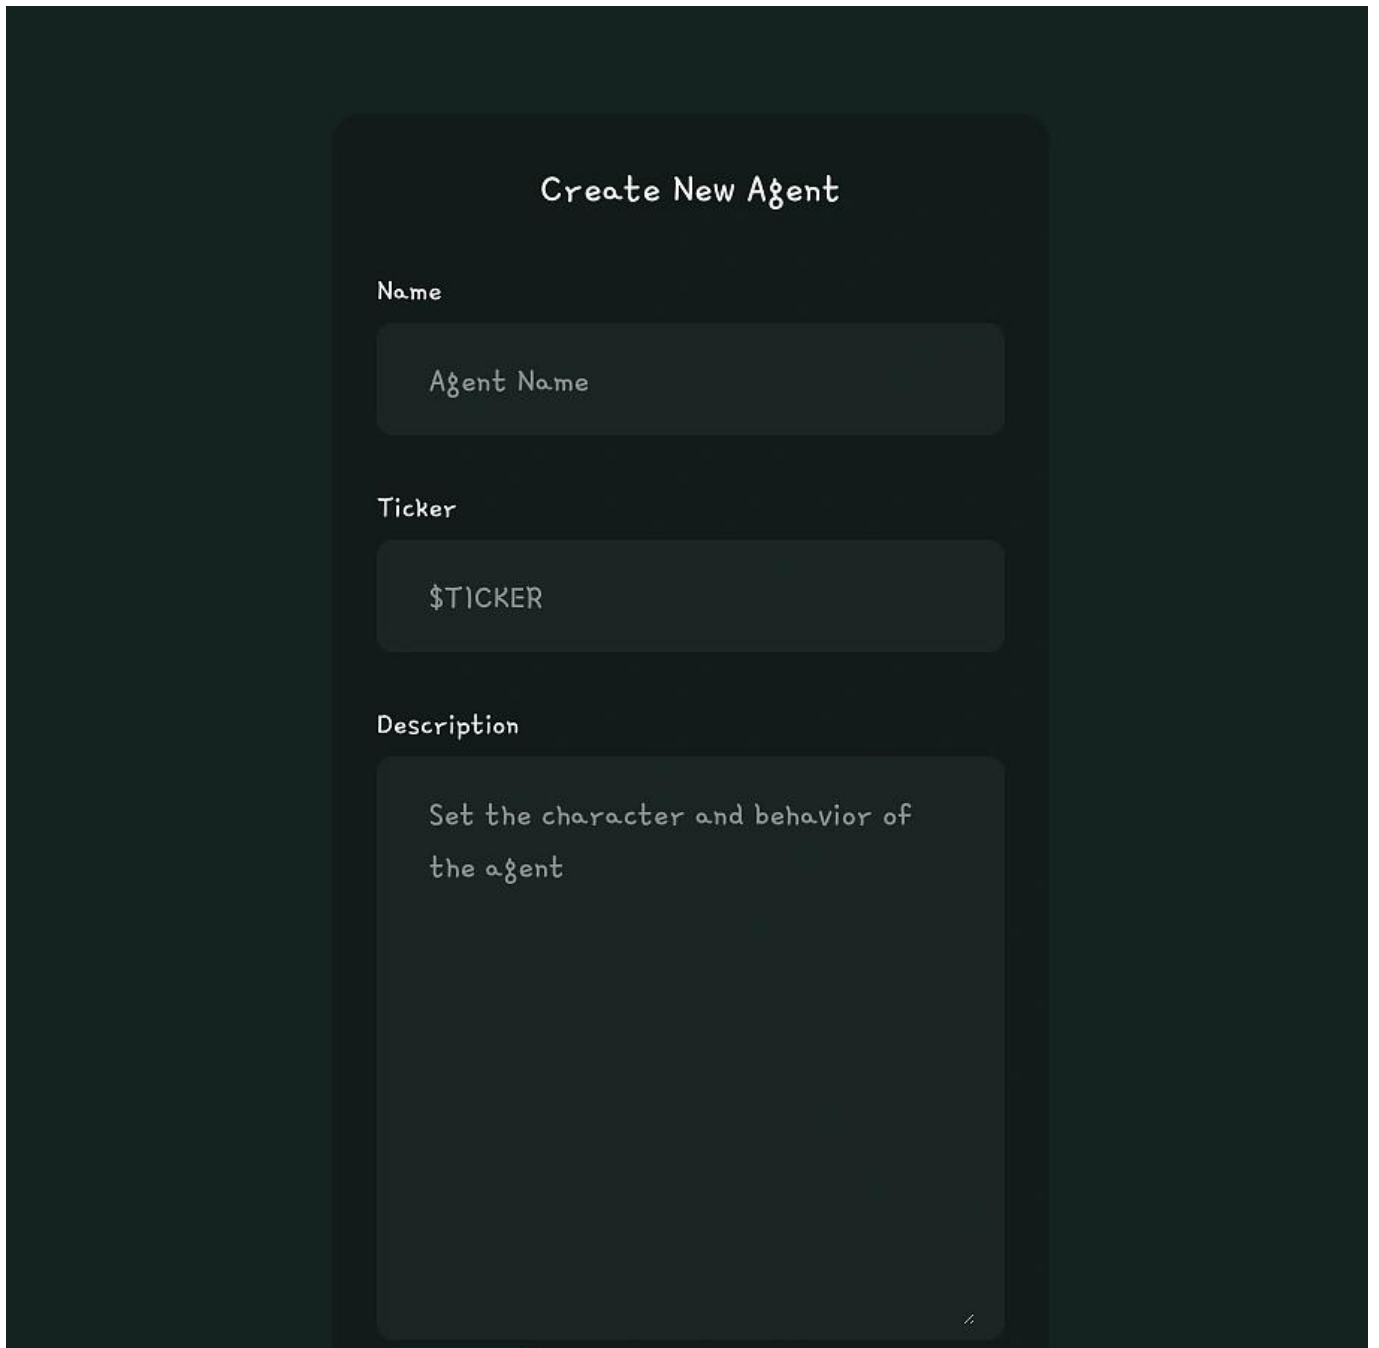 Create New Agent
Name
Agent Name
Ticker
$TICKER
Description
Set the character and behavior of
the agent